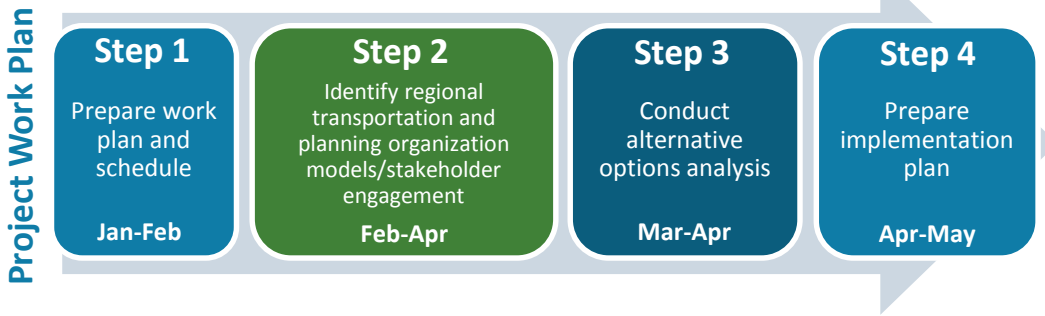 Project Work Plan
Step 1
Prepare work
plan and
schedule
Jan-Feb
Step 2
Identify regional
transportation and
planning organization
models/stakeholder
engagement
Feb-Apr
Step 3
Conduct
alternative
options analysis
Mar-Apr
Step 4
Prepare
implementation
plan
Apr-May